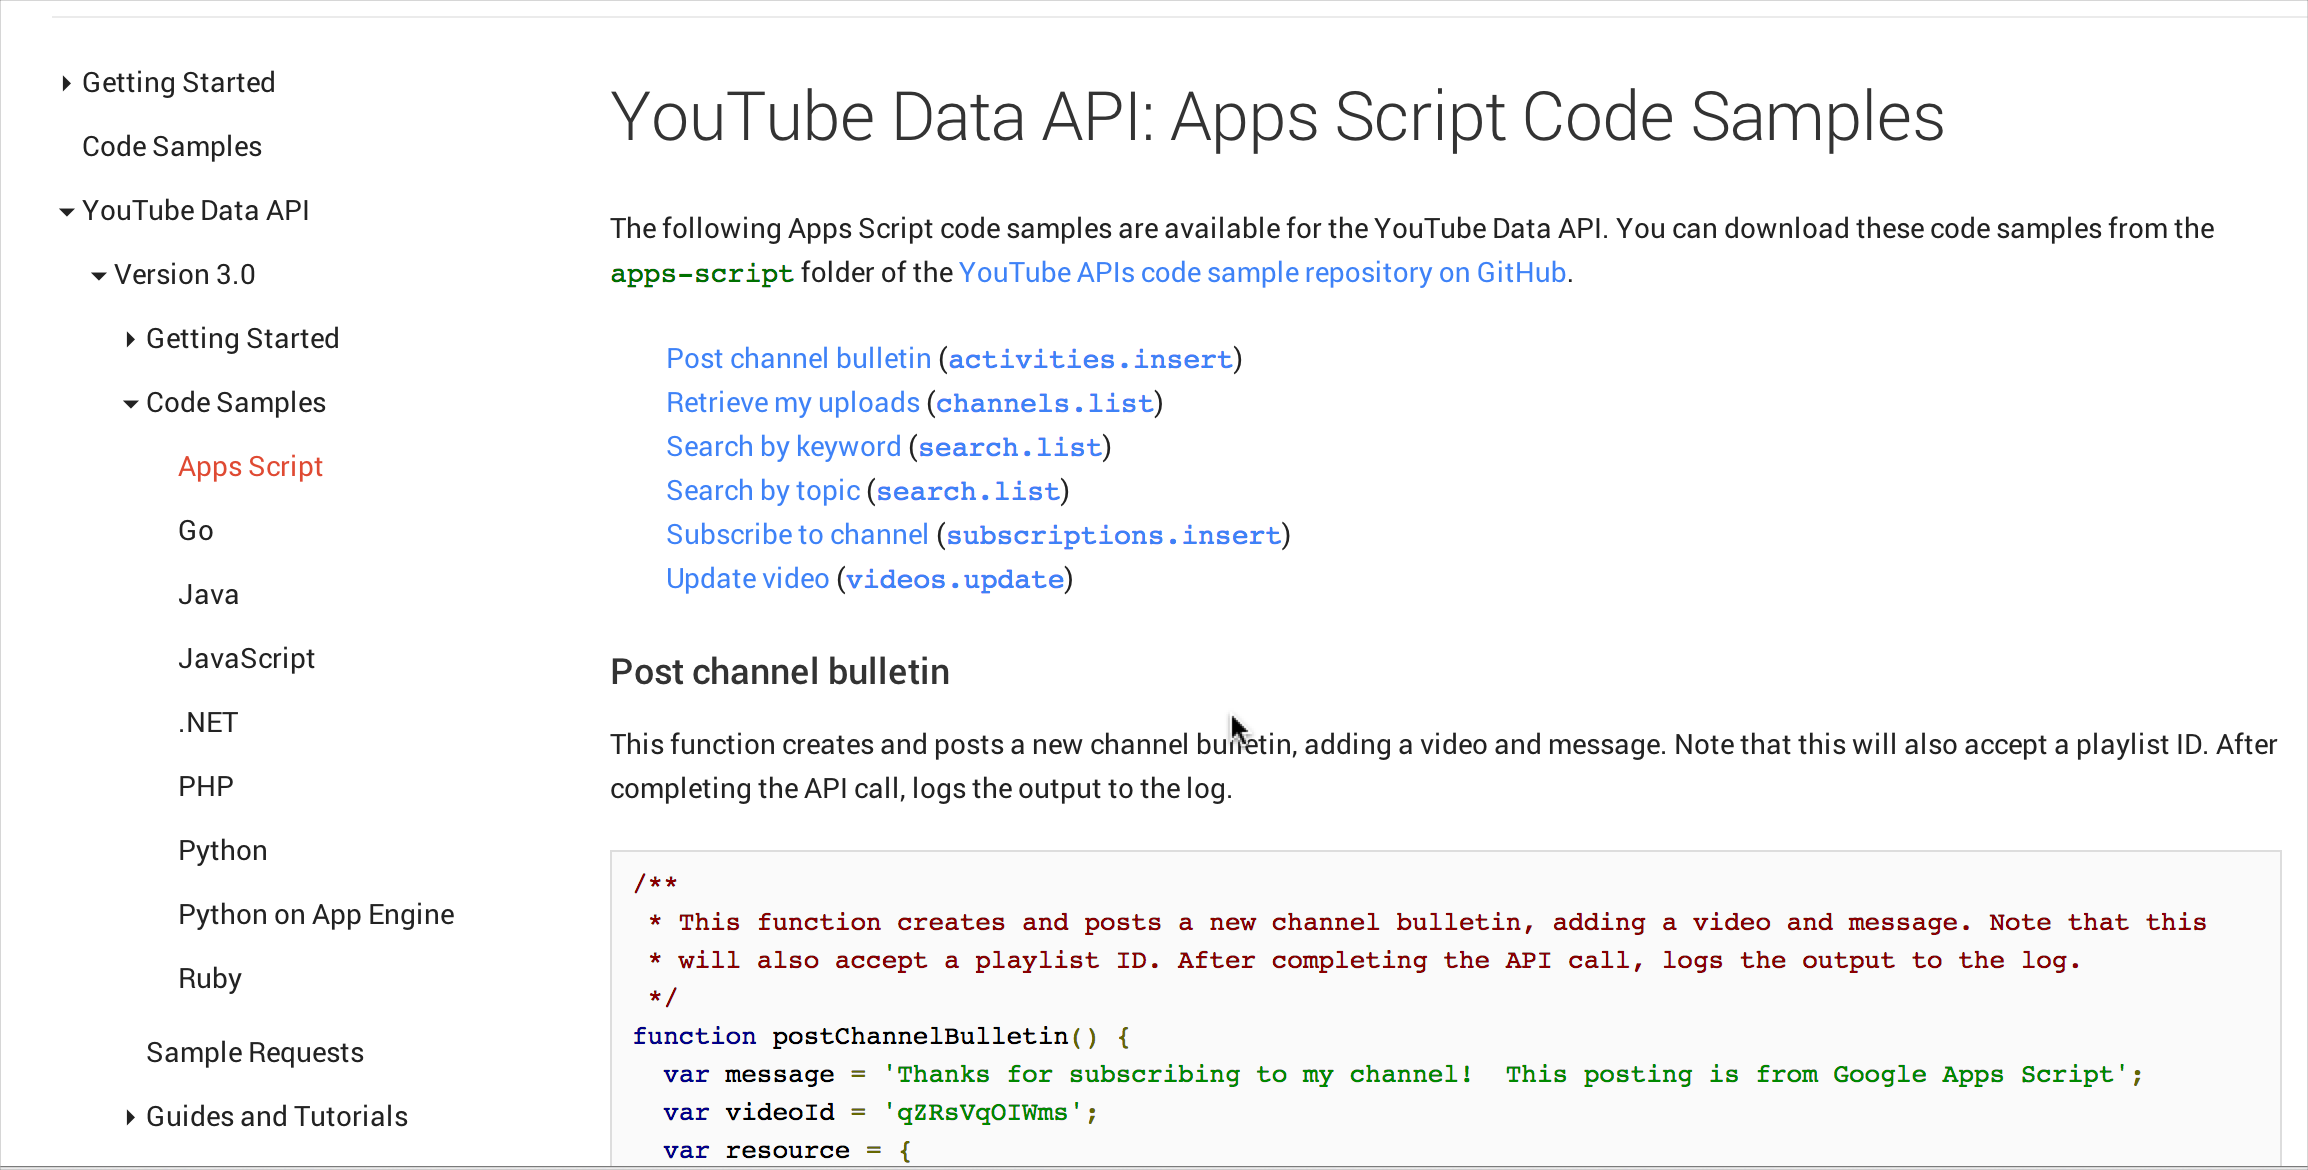 Getting Started
Code Samples
YouTube Data API
Version 3.0
Getting Started
Code Samples
Apps Script
Go
Java
JavaScript
.NET
PHP
Python
Python on App Engine
Ruby
Sample Requests
Guides and Tutorials
YouTube Data API: Apps Script Code Samples
The following Apps Script code samples are available for the YouTube Data API. You can download these code samples from the
apps-script folder of the YouTube APIs code sample repository on GitHub.
Post channel bulletin (activities.insert)
Retrieve my uploads (channels.list)
Search by keyword (search.list)
Search by topic (search.list)
Subscribe to channel (subscriptions.insert)
Update video (videos.update)
Post channel bulletin
This function creates and posts a new channel bulletin, adding a video and message. Note that this will also accept a playlist ID. After
completing the API call, logs the output to the log.
/**
 * This function creates and posts a new channel bulletin, adding a video and message. Note that this
 * will also accept a playlist ID. After completing the API call, logs the output to the log.
 */
function postChannelBulletin() {
  var message = 'Thanks for subscribing to my channel!  This posting is from Google Apps Script';
  var videoId = 'qZRsVqOIWms';
  var resource = {